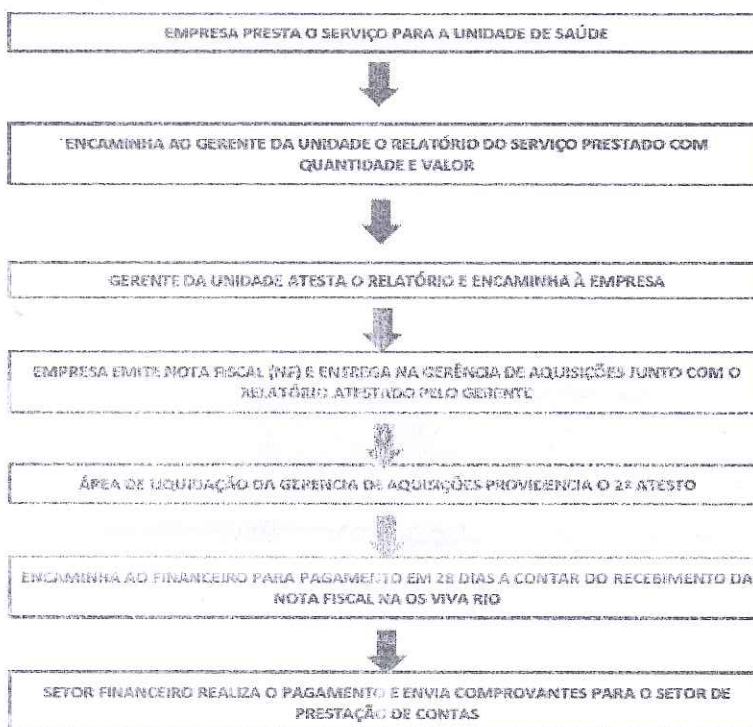 EMPRESA PRESTA O SERVIÇO PARA A UNIDADE DE SAÚDE
ENCAMINHA AO GERENTE DA UNIDADE O RELATÓRIO DO SERVIÇO PRESTADO COM
QUANTIDADE E VALOR
GERENTE DA UNIDADE ATESTA O RELATÓRIO E ENCAMINHA À EMPRESA
EMPRESA EMITE NOTA FISCAL (NF) E ENTREGA NA GERÊNCIA DE AQUISIÇÕES JUNTO COM O
RELATÓRIO ATESTADO PELO GERENTE
ÁREA DE LIQUIDAÇÃO DA GERENCIA DE AQUISIÇÕES PROVIDENCIA O 2º ATESTO
ENCAMINHA AO FINANCEIRO PARA PAGAMENTO EM 28 DIAS A CONTAR DO RECEBIMENTO DA
NOTA FISCAL NA OS VIVA RIO
SETOR FINANCEIRO REALIZA O PAGAMENTO E ENVIA COMPROVANTES PARA O SETOR DE
PRESTAÇÃO DE CONTAS